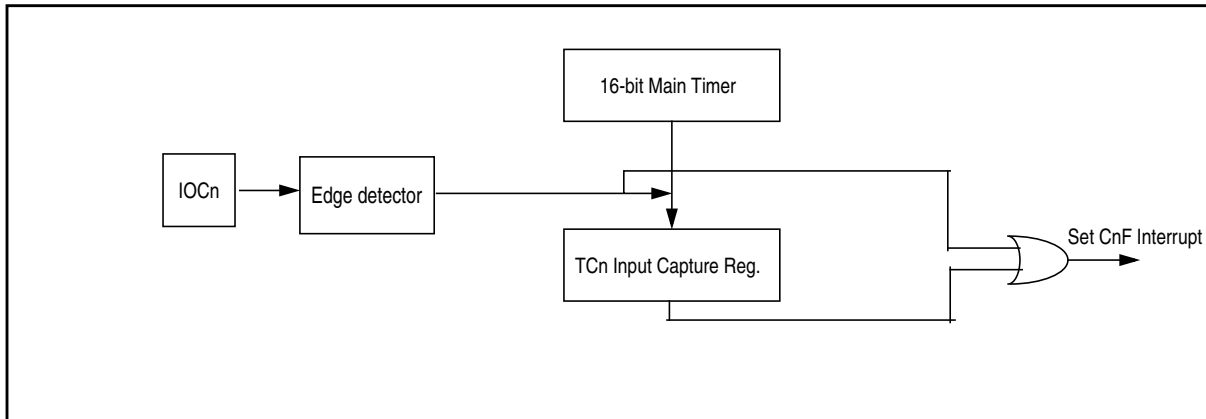 16-bit Main Timer
IOCn
Edge detector
TCn Input Capture Reg.
Set CnF Interrupt